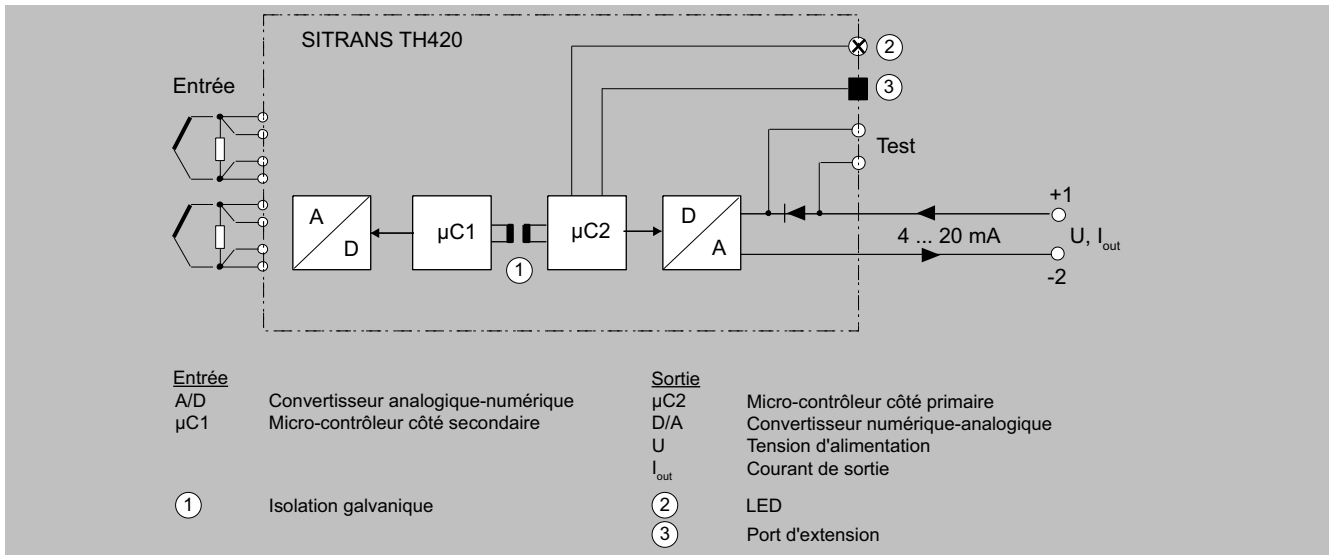 SITRANS TH420
2
3
Entrée
Test
A
D
µC1
µC2
D
A
+1
4 ... 20 mA
U, Iout
-2
1
Entrée
A/D Convertisseur analogique-numérique
µC1 Micro-contrôleur côté secondaire
1 Isolation galvanique
Sortie
µC2 Micro-contrôleur côté primaire
D/A Convertisseur numérique-analogique
U Tension d'alimentation
Iout Courant de sortie
2 LED
3 Port d'extension